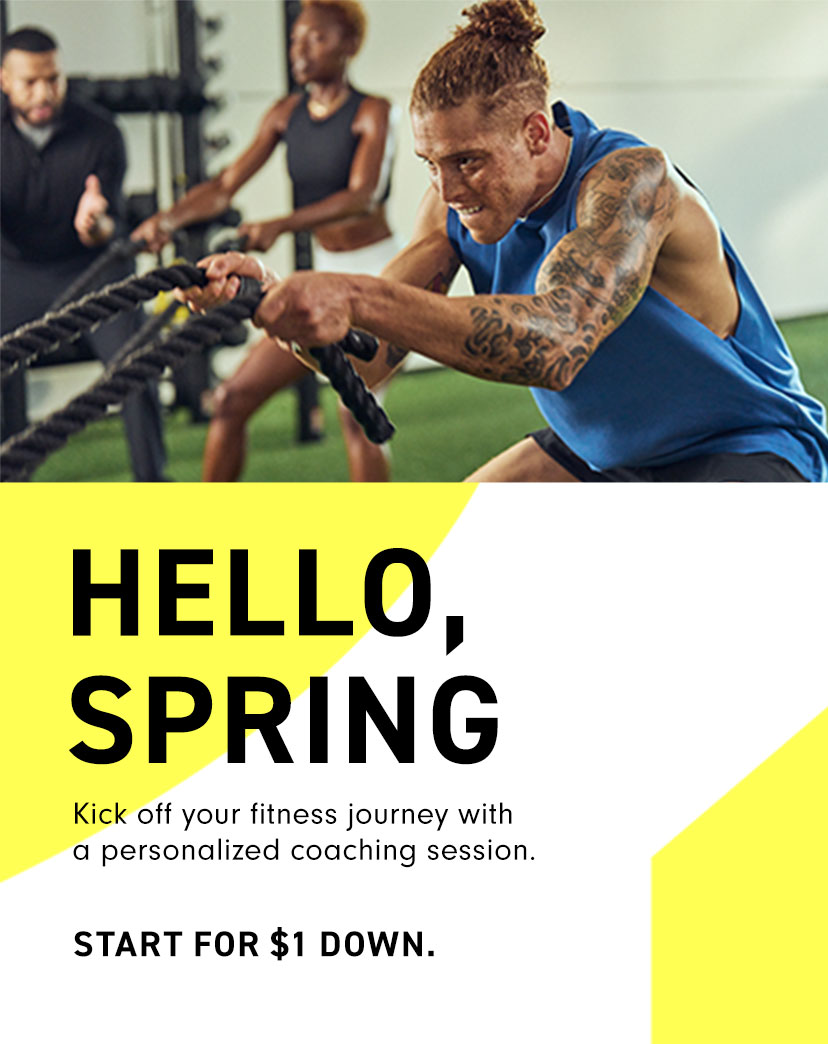 HELLO,
SPRING
Kick off your fitness journey with
a personalized coaching session.
START FOR $1 DOWN.